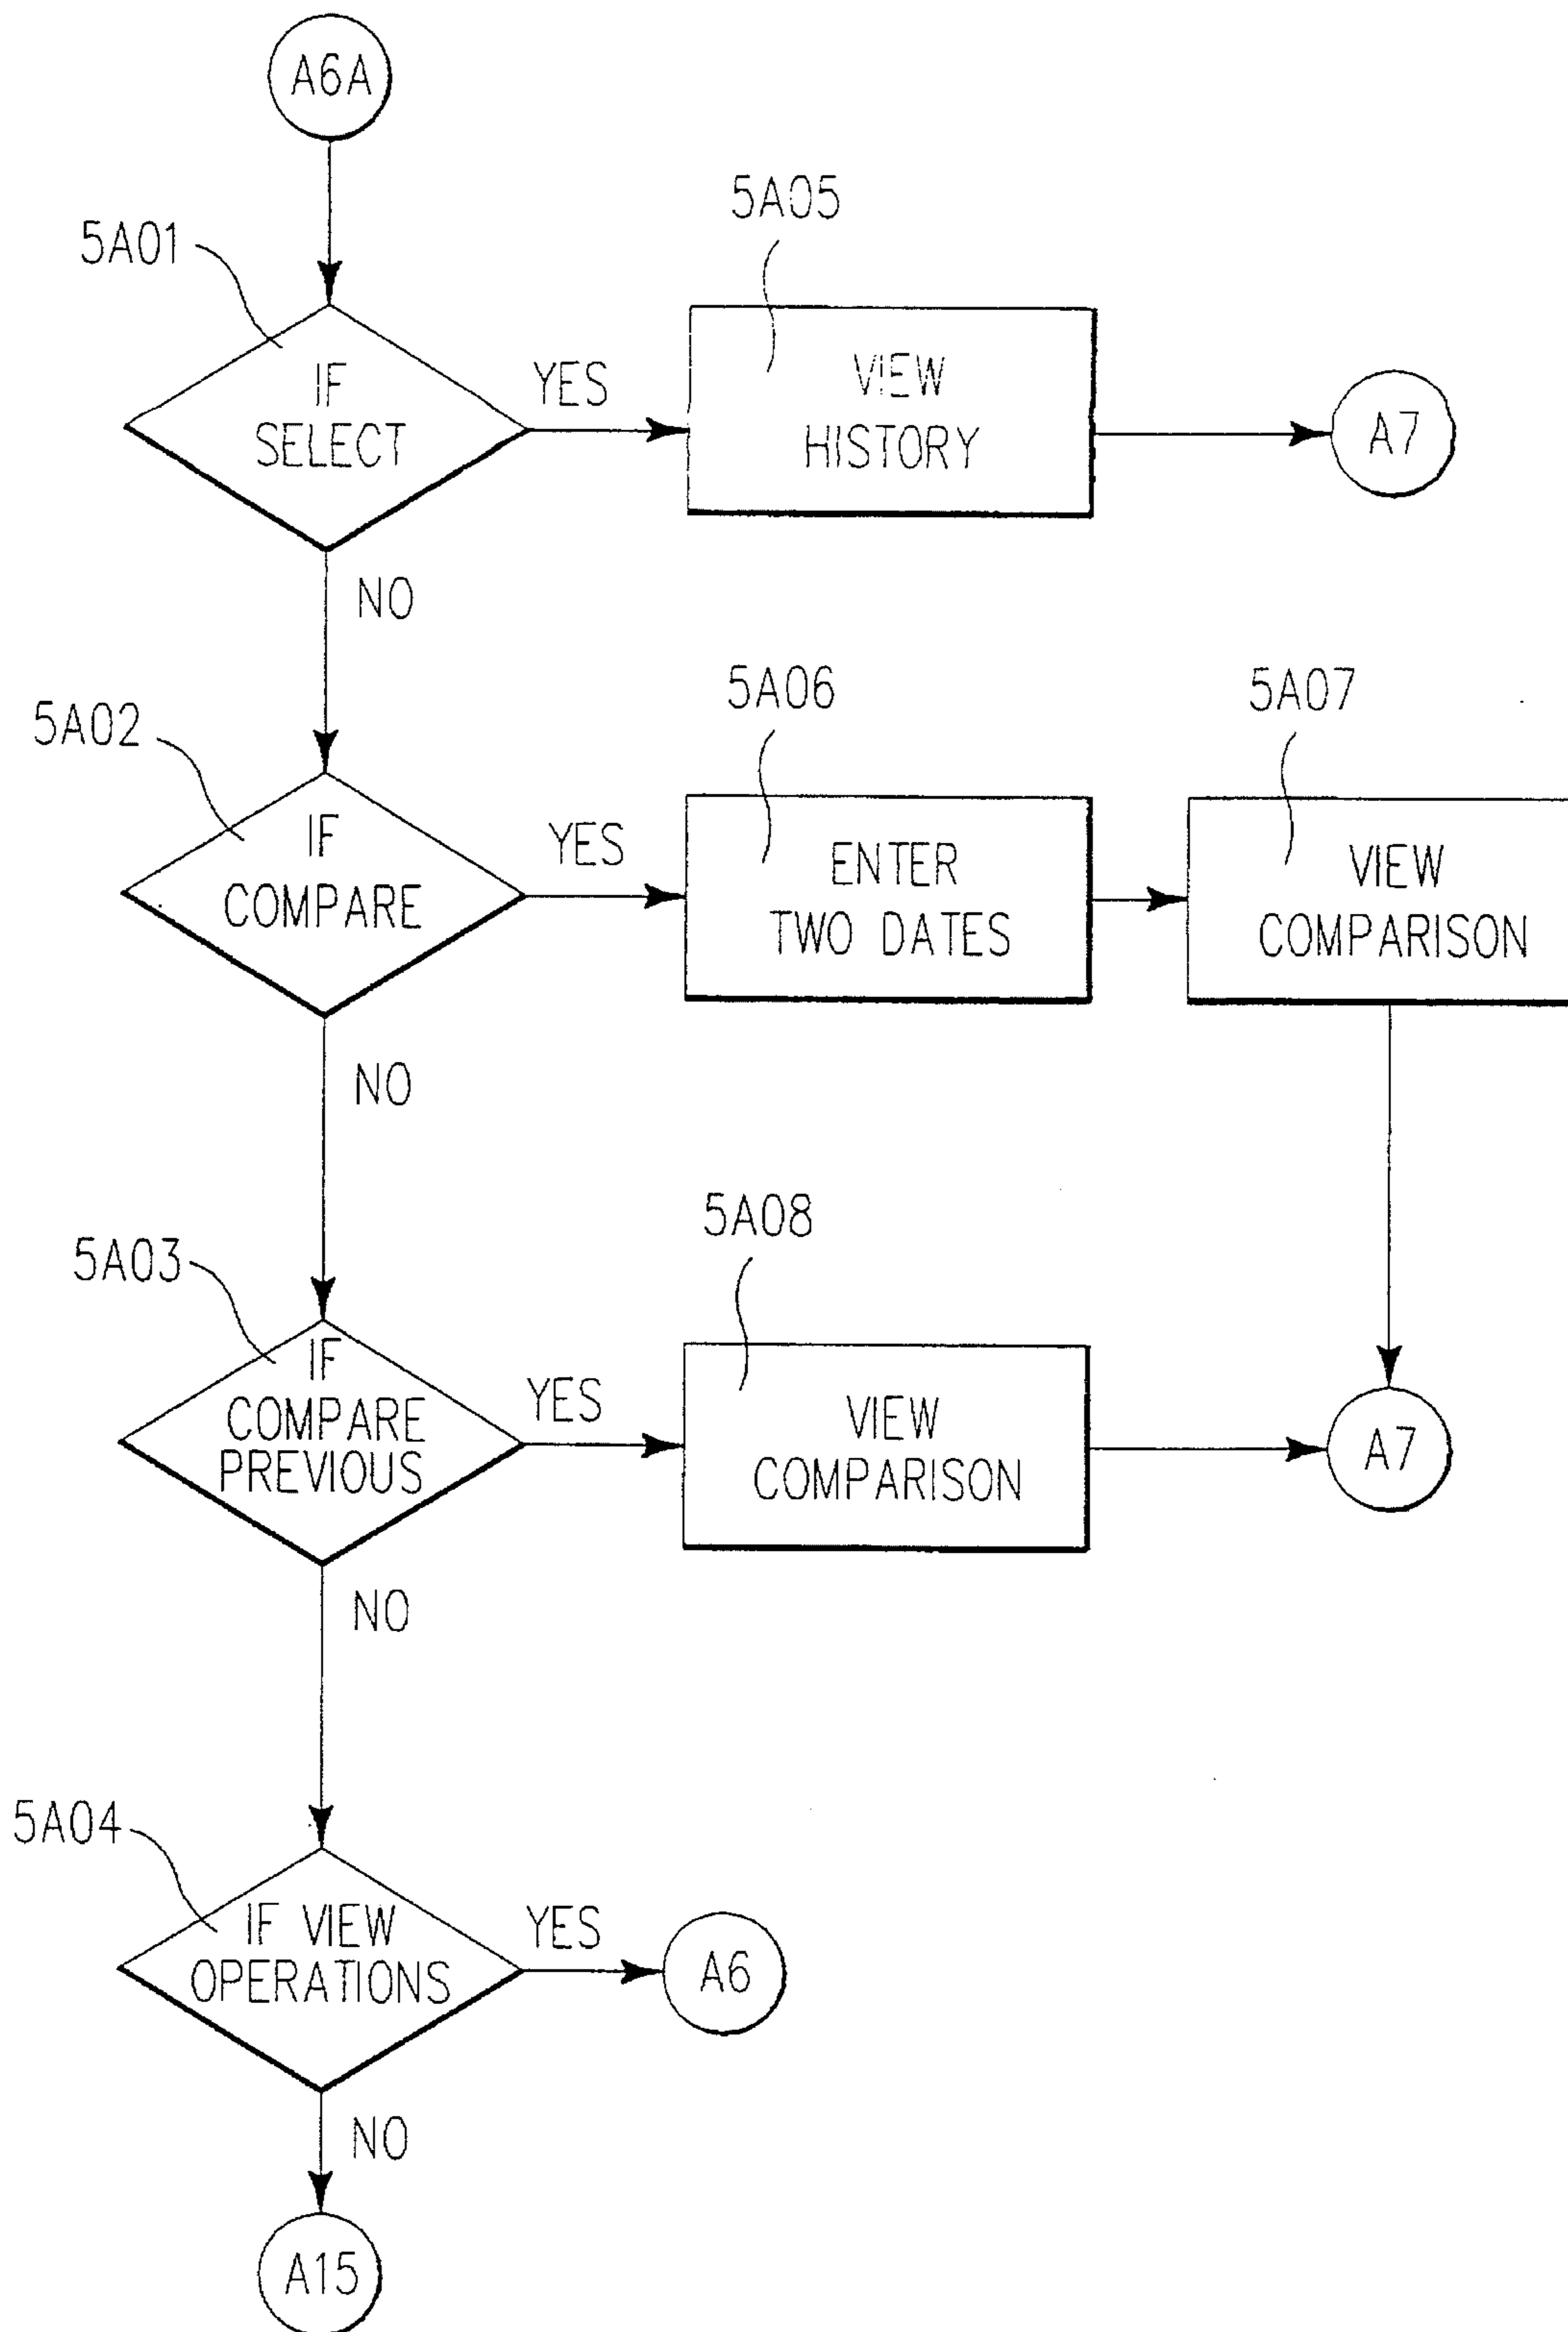 A6A
5A01
IF
SELECT
YES
5A05
VIEW
HISTORY
A7
NO
5A02
IF
COMPARE
YES
5A06
ENTER
TWO DATES
5A07
VIEW
COMPARISON
NO
5A03
IF
COMPARE
PREVIOUS
YES
5A08
VIEW
COMPARISON
A7
NO
5A04
IF VIEW
OPERATIONS
YES
A6
NO
A15